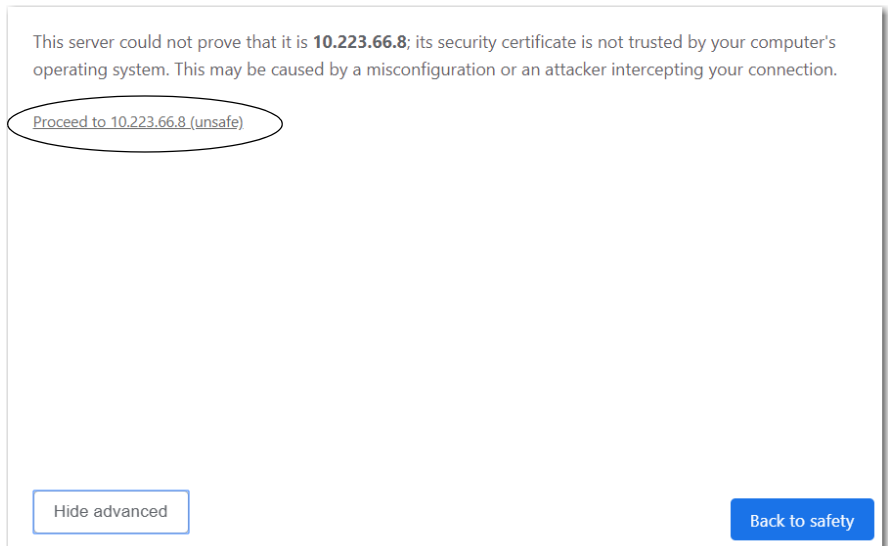 This server could not prove that it is 10.223.66.8; its security certificate is not trusted by your computer's
operating system. This may be caused by a misconfiguration or an attacker intercepting your connection.
Proceed to 10.223.66.8 (unsafe)
Hide advanced
Back to safety